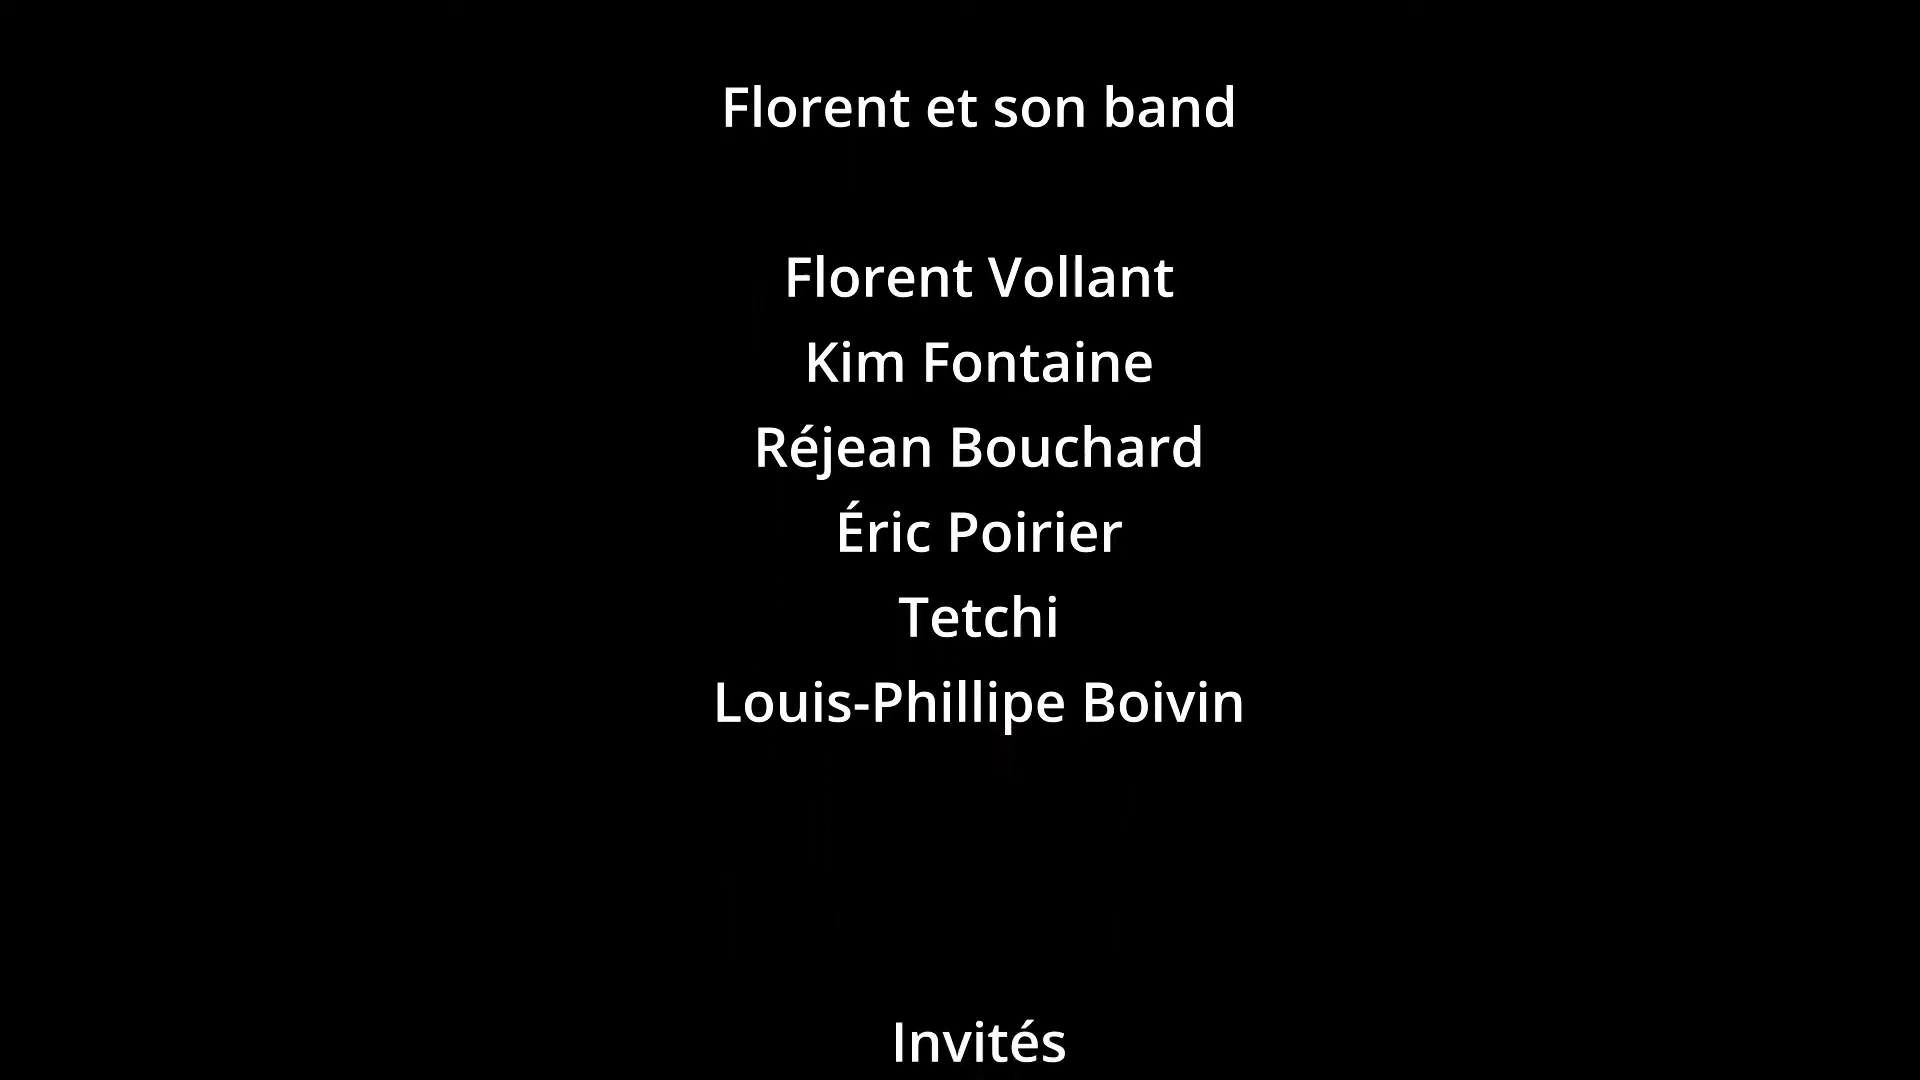 Florent et son band
Florent Vollant
Kim Fontaine
Réjean Bouchard
Éric Poirier
Tetchi
Louis-Phillipe Boivin
Invités